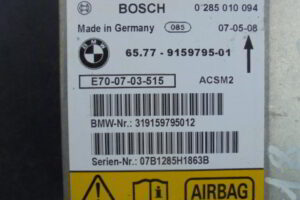 BOSCH 0 285 010 094
Made in Germany 085 07-05-08
BMW 65.77 - 9159795-01
E70-07-03-515 ACSM2
BMW-Nr.: 319159795012
Serien-Nr: 07B1285H1863B
AIRBAG